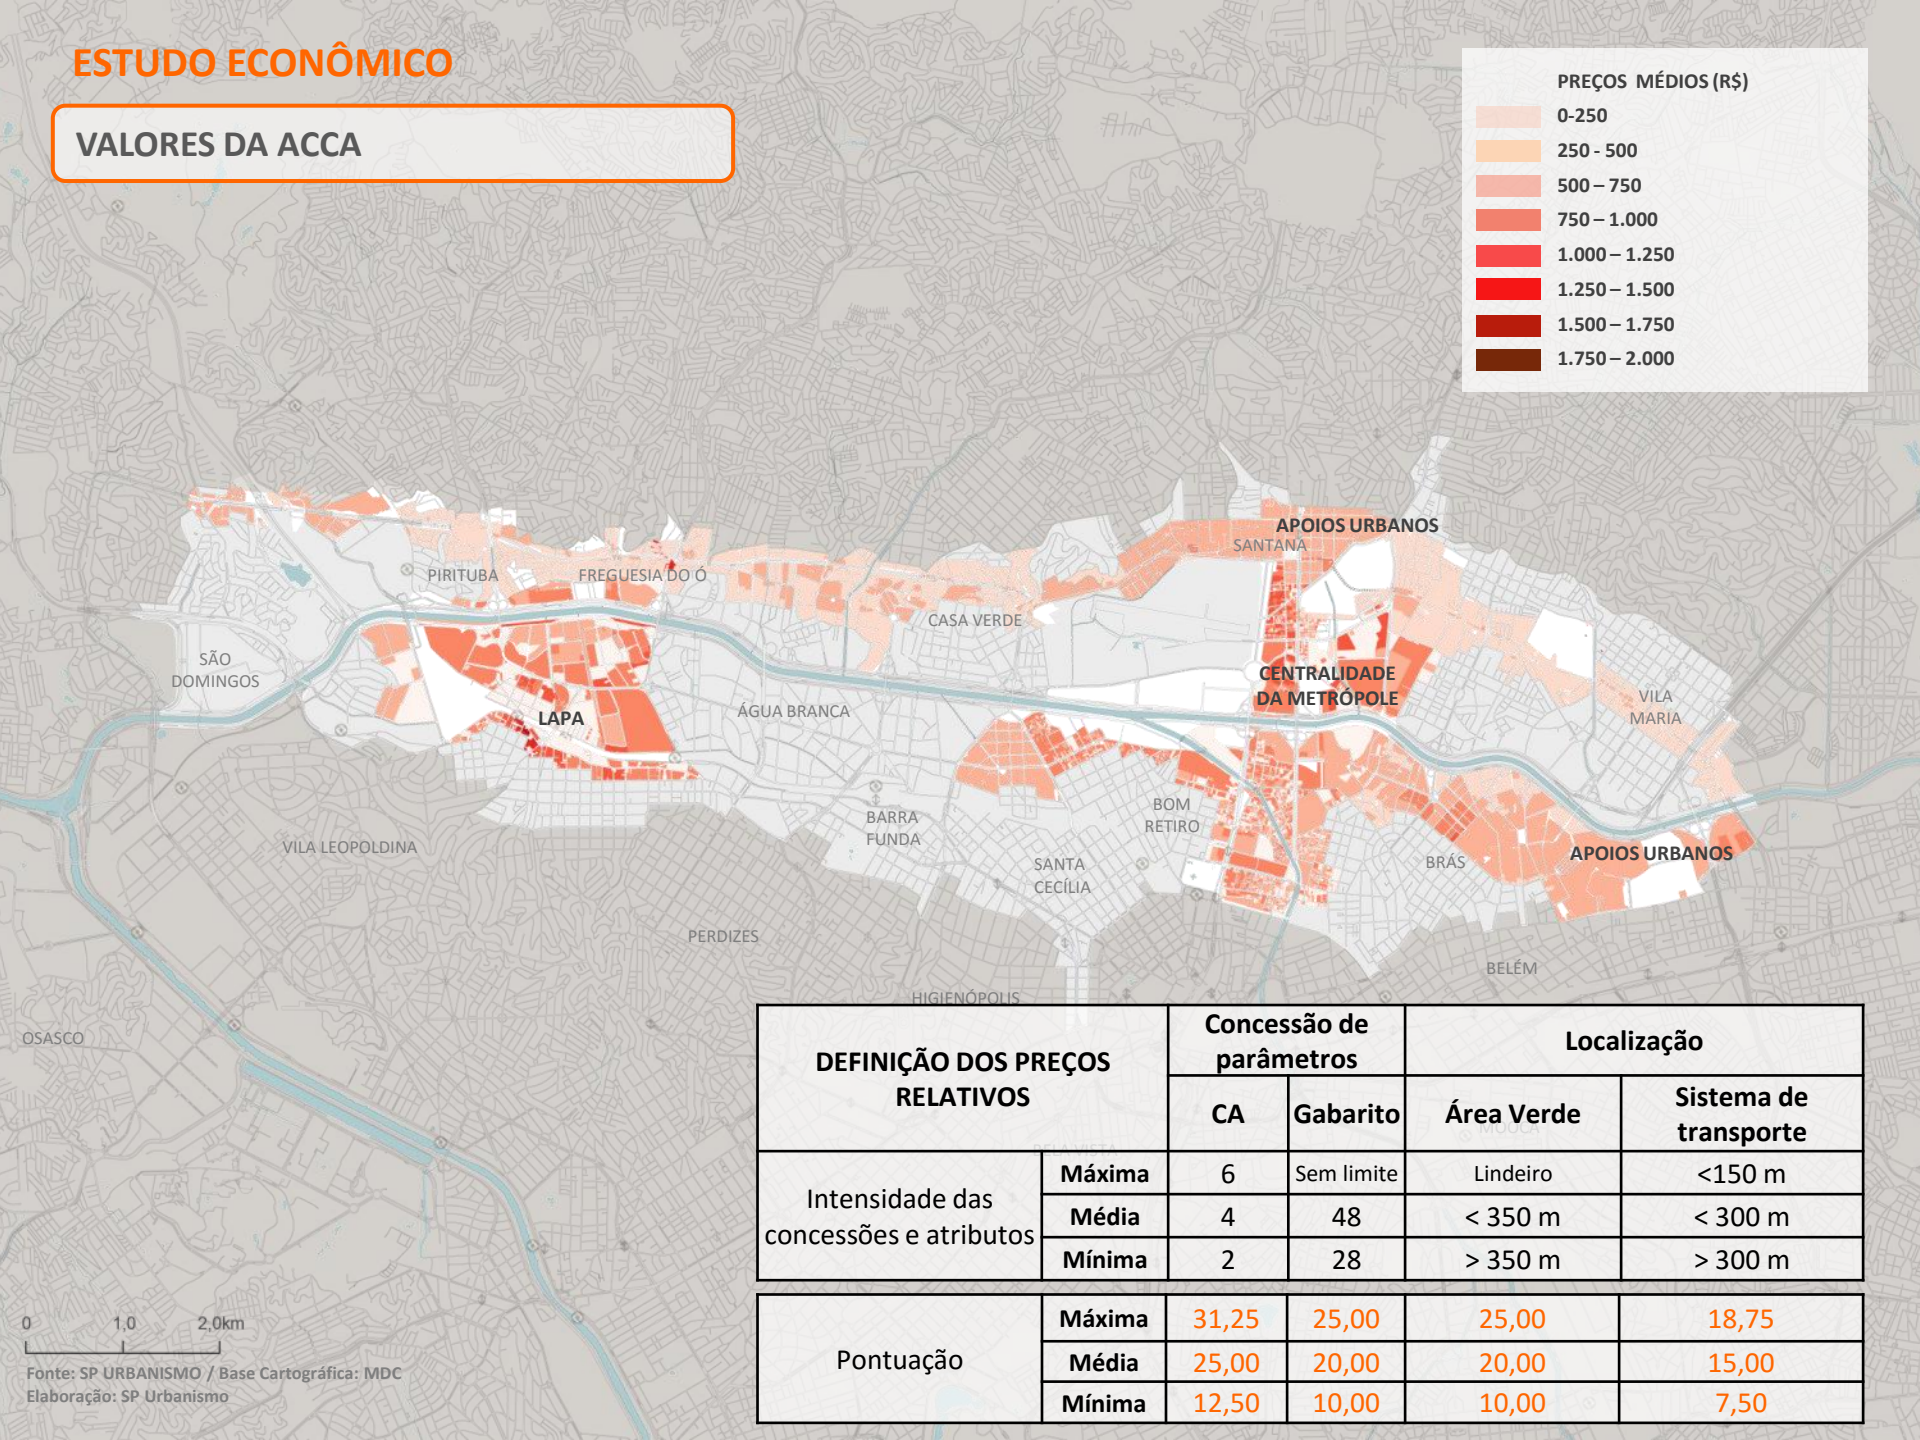 ESTUDO ECONÔMICO
VALORES DA ACCA
PREÇOS MÉDIOS (R$)
0-250
250 - 500
500 – 750
750 – 1.000
1.000 – 1.250
1.250 – 1.500
1.500 – 1.750
1.750 – 2.000
APOIOS URBANOS
SANTANA
PIRITUBA
FREGUESIA DO Ó
CASA VERDE
SÃO
DOMINGOS
CENTRALIDADE
DA METRÓPOLE
VILA
MARIA
LAPA
ÁGUA BRANCA
BOM
RETIRO
BARRA
FUNDA
VILA LEOPOLDINA
SANTA
CECÍLIA
BRÁS
APOIOS URBANOS
PERDIZES
BELÉM
HIGIENÓPOLIS
OSASCO
BELA VISTA
MOOCA
DEFINIÇÃO DOS PREÇOS
RELATIVOS
Concessão de
parâmetros
Localização
CA
Gabarito
Área Verde
Sistema de
transporte
Intensidade das
concessões e atributos
Máxima 6 Sem limite Lindeiro <150 m
Média 4 48 < 350 m < 300 m
Mínima 2 28 > 350 m > 300 m
Pontuação
Máxima 31,25 25,00 25,00 18,75
Média 25,00 20,00 20,00 15,00
Mínima 12,50 10,00 10,00 7,50
0 1,0 2,0km
Fonte: SP URBANISMO / Base Cartográfica: MDC
Elaboração: SP Urbanismo